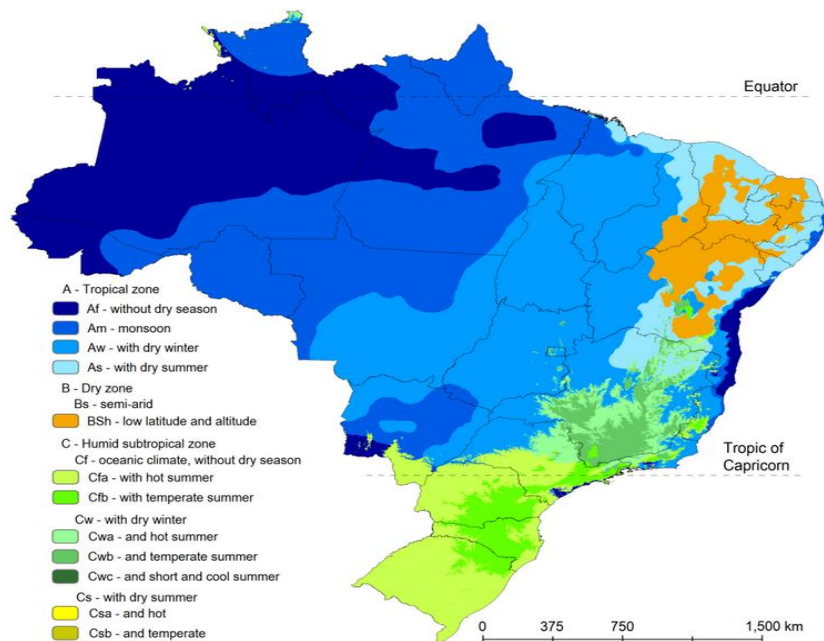 Equator
A - Tropical zone
Af - without dry season
Am - monsoon
Aw - with dry winter
As - with dry summer
B - Dry zone
Bs - semi-arid
BSh - low latitude and altitude
C - Humid subtropical zone
Cf - oceanic climate, without dry season
Cfa - with hot summer
Cfb - with temperate summer
Cw - with dry winter
Cwa - and hot summer
Cwb - and temperate summer
Cwc - and short and cool summer
Cs - with dry summer
Csa - and hot
Csb - and temperate
Tropic of
Capricorn
0 375 750 1,500 km